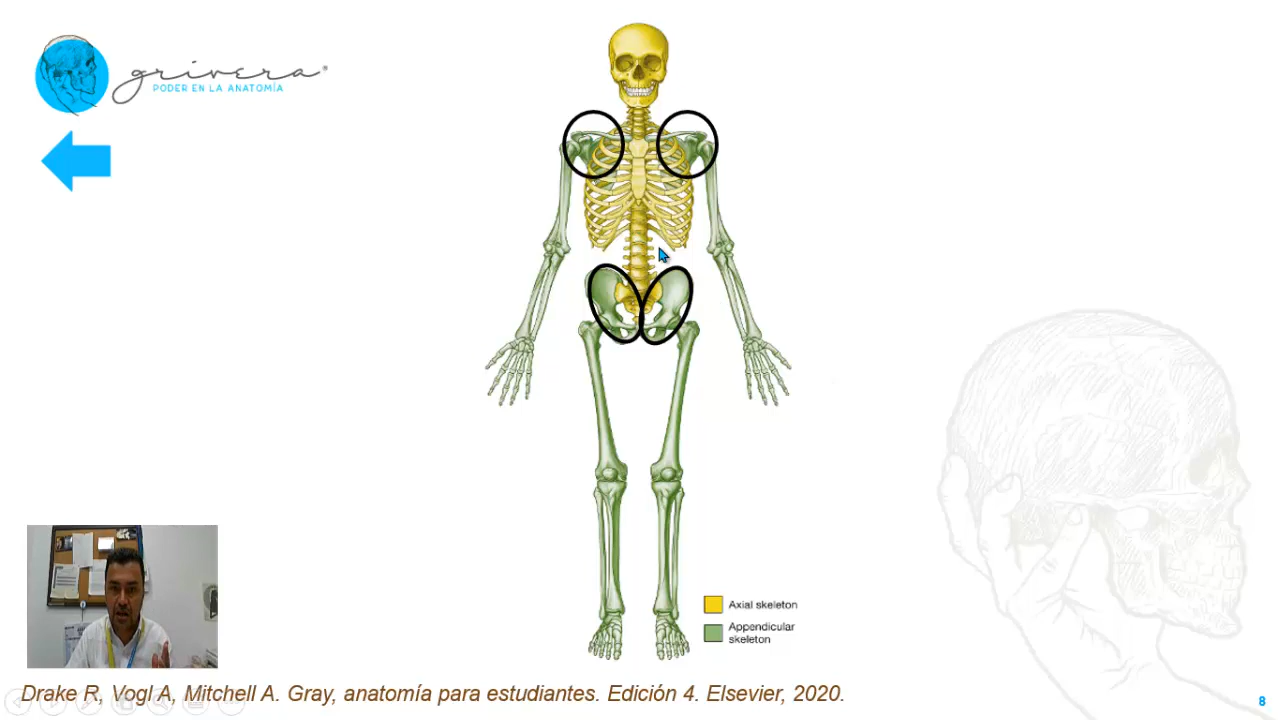 grivera®
PODER EN LA ANATOMÍA
Axial skeleton
Appendicular
skeleton
Drake R, Vogl A, Mitchell A. Gray, anatomía para estudiantes. Edición 4. Elsevier, 2020.
8